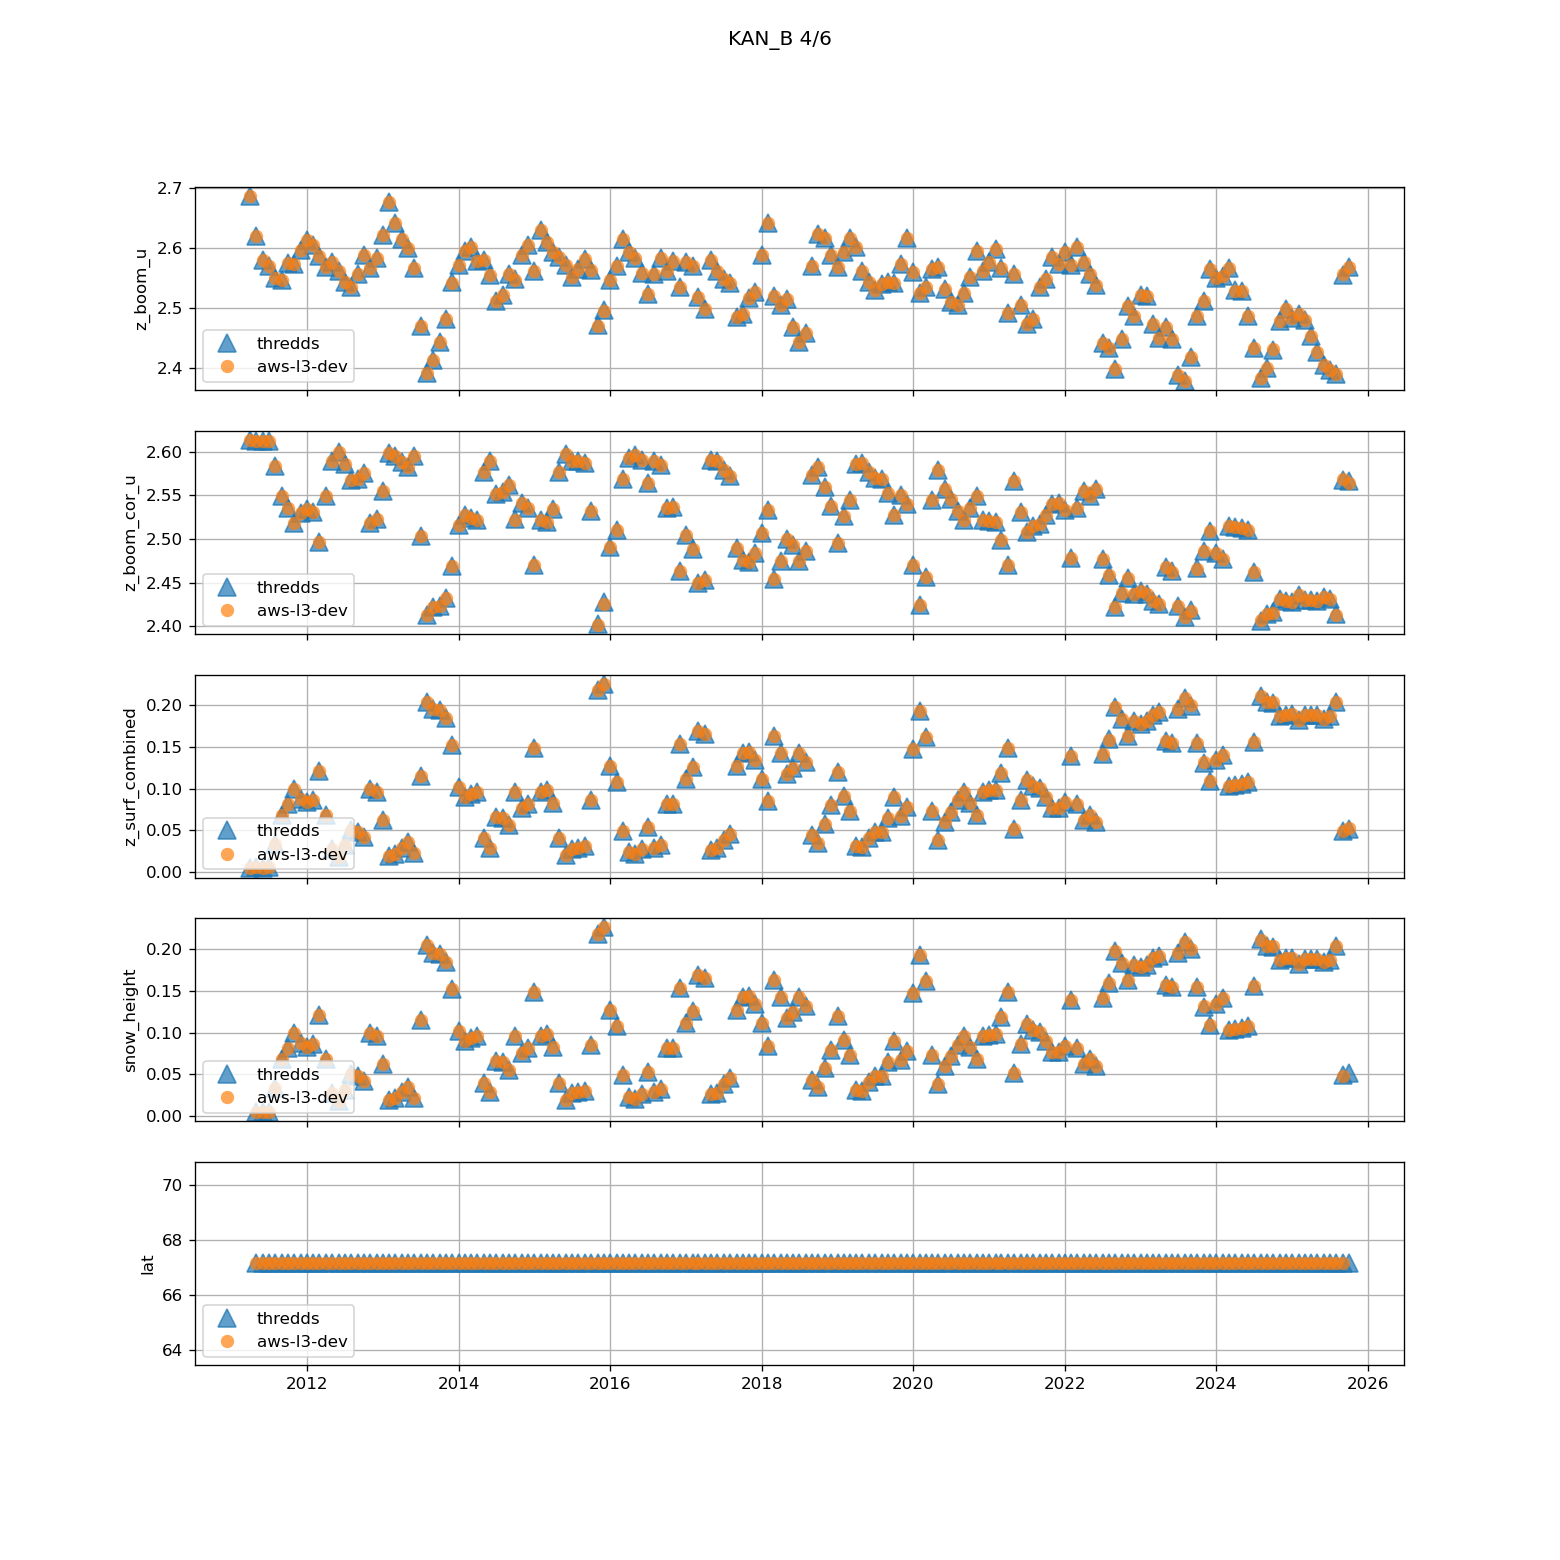 KAN_B 4/6
2.7
2.6
2.5
2.4
z_boom_u
thredds
aws-l3-dev
2.60
2.55
2.50
2.45
2.40
z_boom_cor_u
thredds
aws-l3-dev
0.20
0.15
0.10
0.05
0.00
z_surf_combined
thredds
aws-l3-dev
0.20
0.15
0.10
0.05
0.00
snow_height
thredds
aws-l3-dev
70
68
66
64
lat
thredds
aws-l3-dev
2012 2014 2016 2018 2020 2022 2024 2026